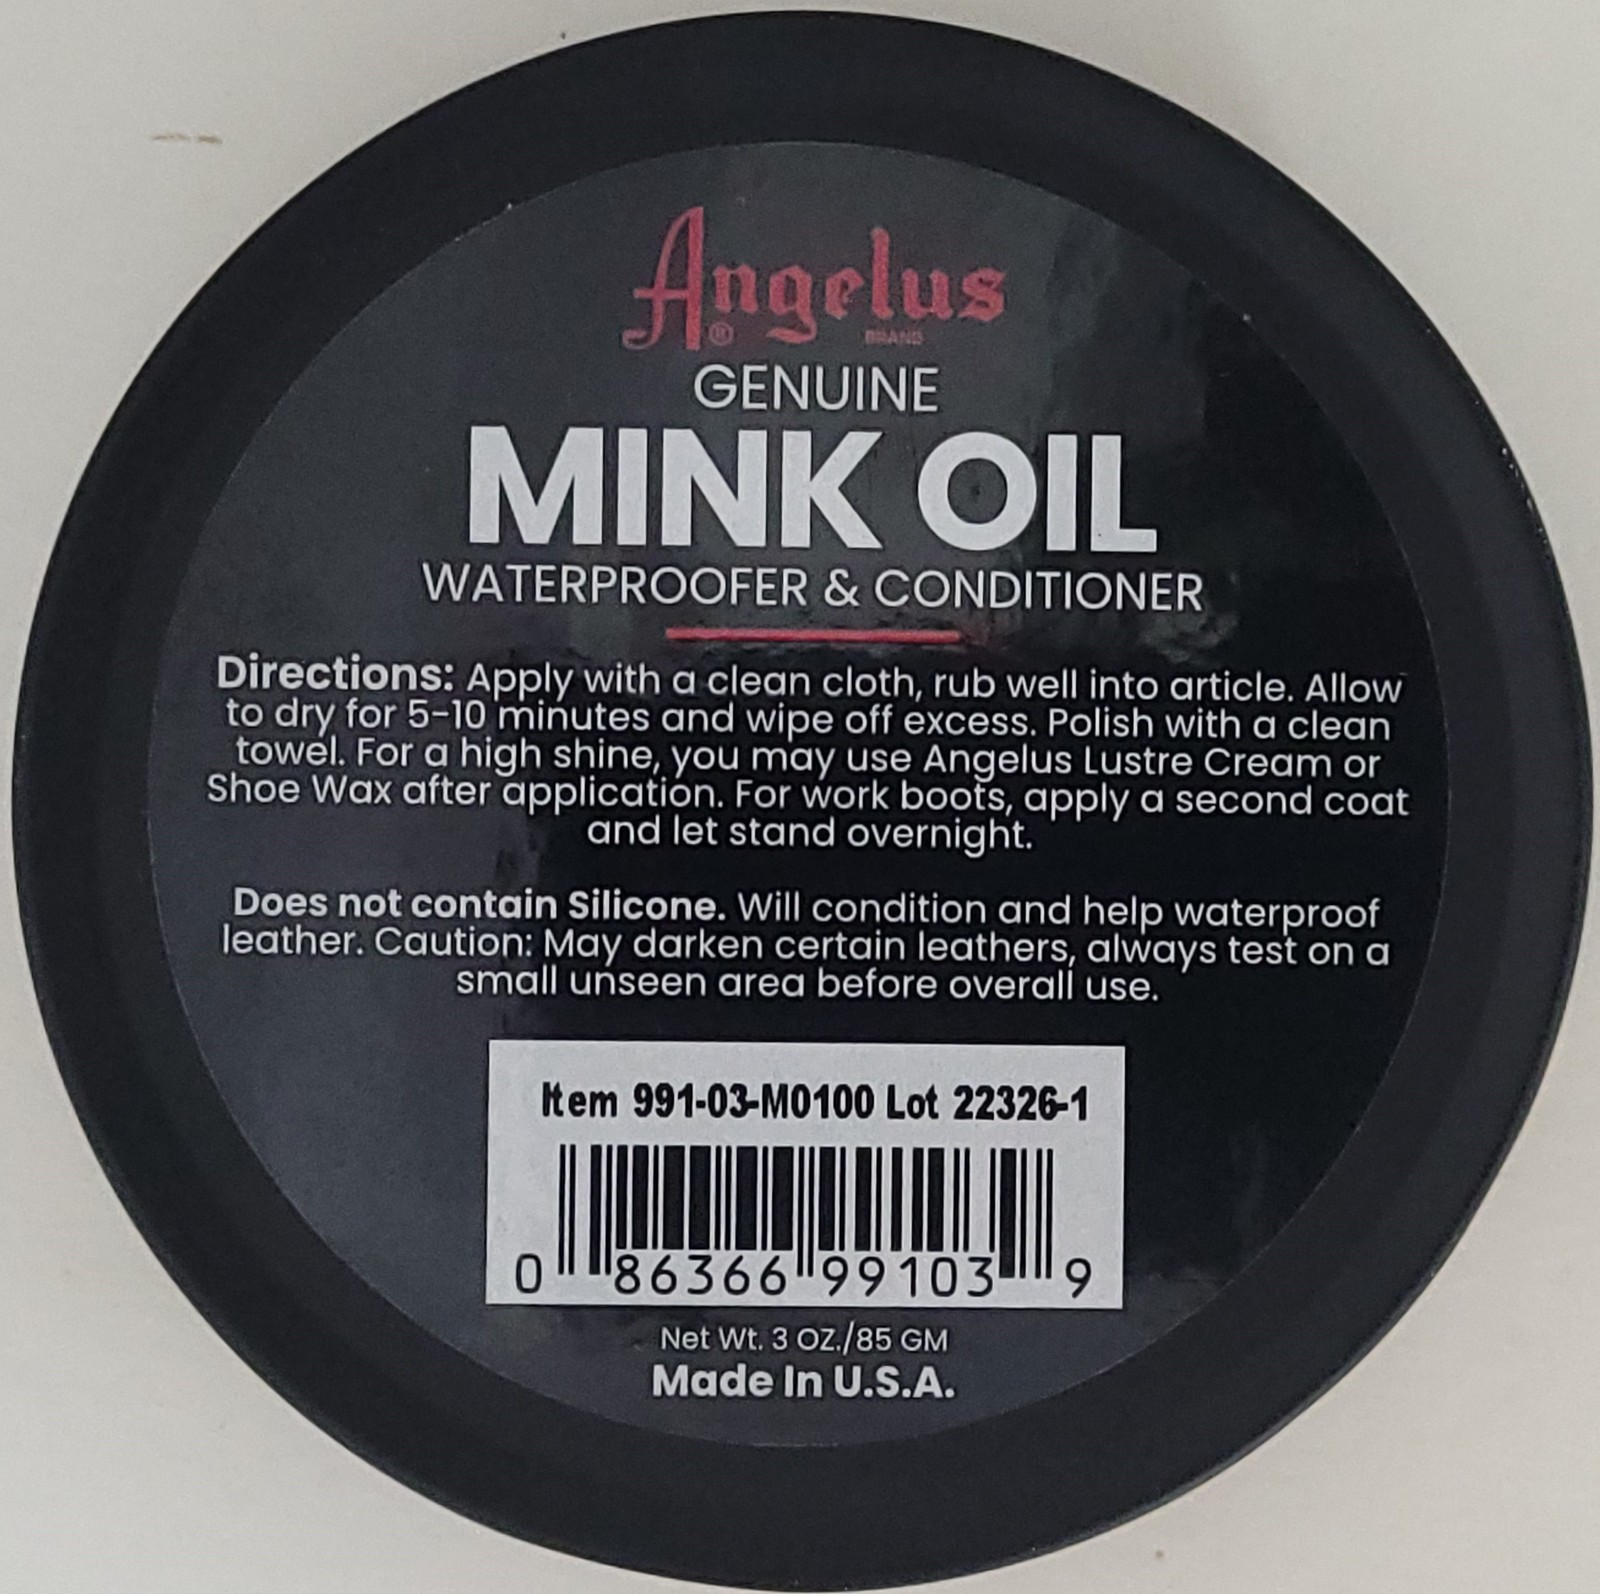 Angelus
® BRAND
GENUINE
MINK OIL
WATERPROOFER & CONDITIONER
Directions: Apply with a clean cloth, rub well into article. Allow
to dry for 5-10 minutes and wipe off excess. Polish with a clean
towel. For a high shine, you may use Angelus Lustre Cream or
Shoe Wax after application. For work boots, apply a second coat
and let stand overnight.
Does not contain Silicone. Will condition and help waterproof
leather. Caution: May darken certain leathers, always test on a
small unseen area before overall use.
Item 991-03-M0100 Lot 22326-1
0 86366 99103 9
Net Wt. 3 OZ./85 GM
Made In U.S.A.